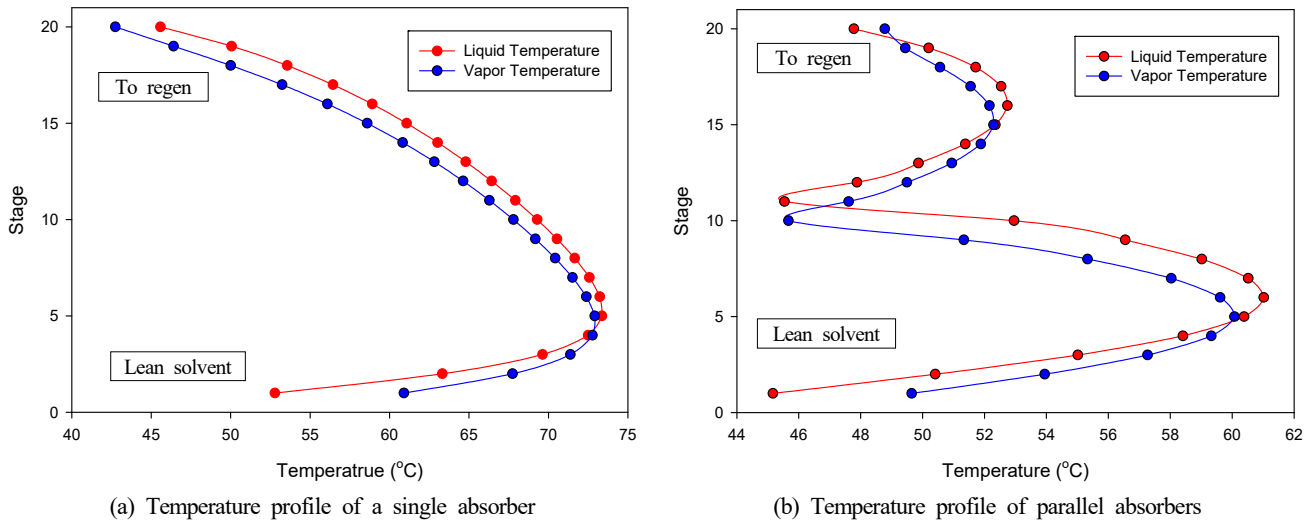 20
15
10
5
0
Stage
40 45 50 55 60 65 70 75
Temperatrue (°C)
Liquid Temperature
Vapor Temperature
To regen
Lean solvent
(a) Temperature profile of a single absorber
20
15
10
5
0
Stage
44 46 48 50 52 54 56 58 60 62
Temperature (°C)
Liquid Temperature
Vapor Temperature
To regen
Lean solvent
(b) Temperature profile of parallel absorbers